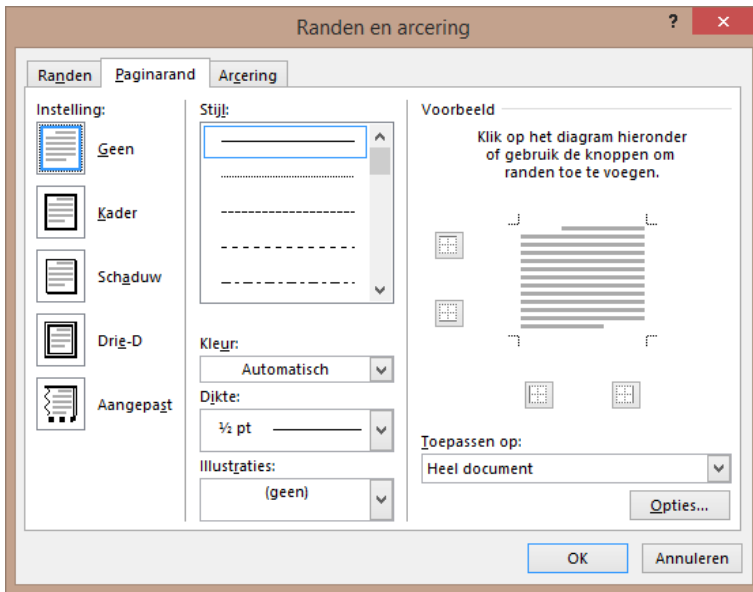 Randen en arcering
?
Randen
Paginarand
Arcering
Instelling:
Geen
Kader
Schaduw
Drie-D
Aangepast
Stijl:
Kleur:
Automatisch
Dikte:
½ pt
Illustraties:
(geen)
Voorbeeld
Klik op het diagram hieronder
of gebruik de knoppen om
randen toe te voegen.
Toepassen op:
Heel document
Opties...
OK
Annuleren